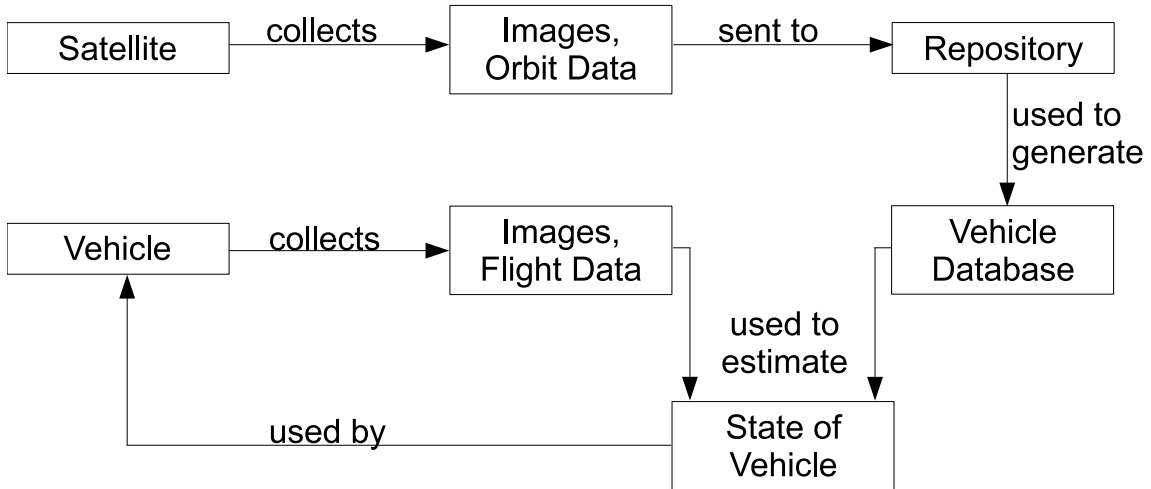 Satellite
collects
Images,
Orbit Data
sent to
Repository
used to
generate
Vehicle
collects
Images,
Flight Data
Vehicle
Database
used to
estimate
used by
State of
Vehicle